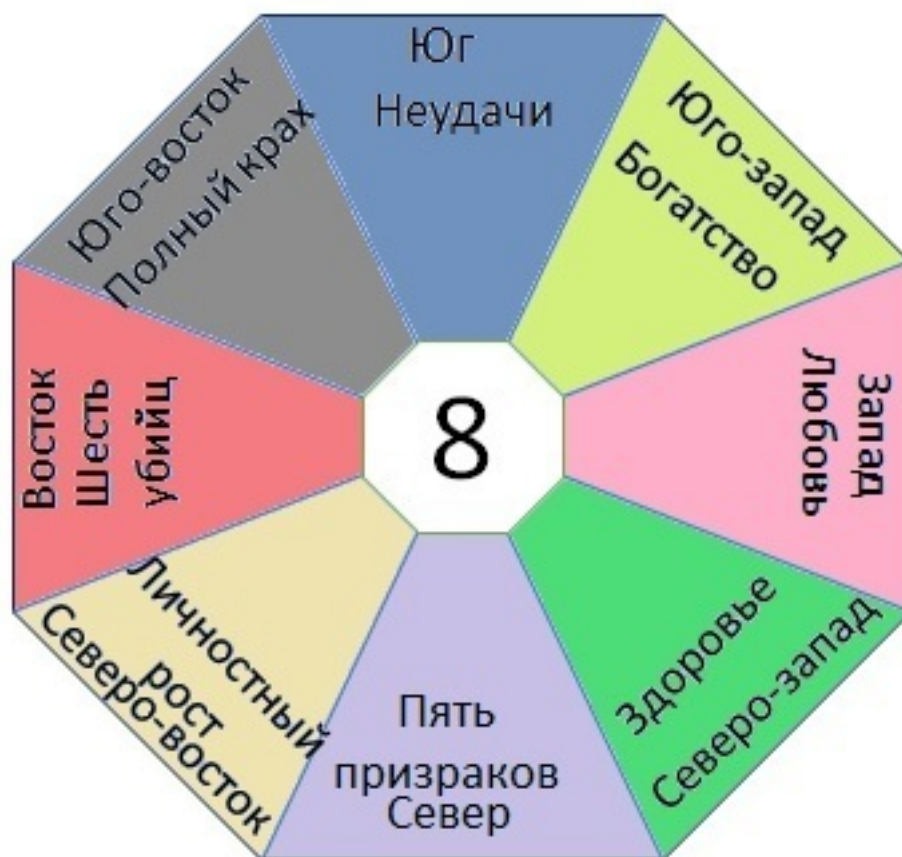 Юг
Неудачи
Юго-запад
Богатство
Запад
Любовь
Здоровье
Северо-запад
Пять
призраков
Север
Личностный
рост
Северо-восток
Восток
Шесть
убийц
Юго-восток
Полный крах
8